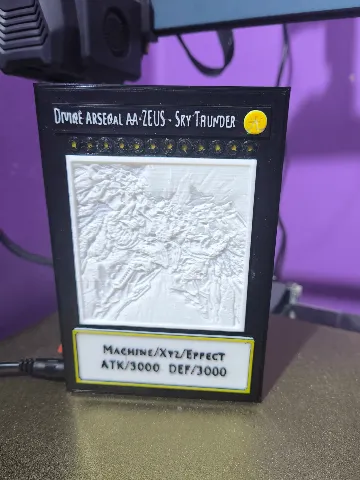 Divine Arsenal AA-ZEUS - Sky Thunder
Machine/Xyz/Effect
ATK/3000 DEF/3000